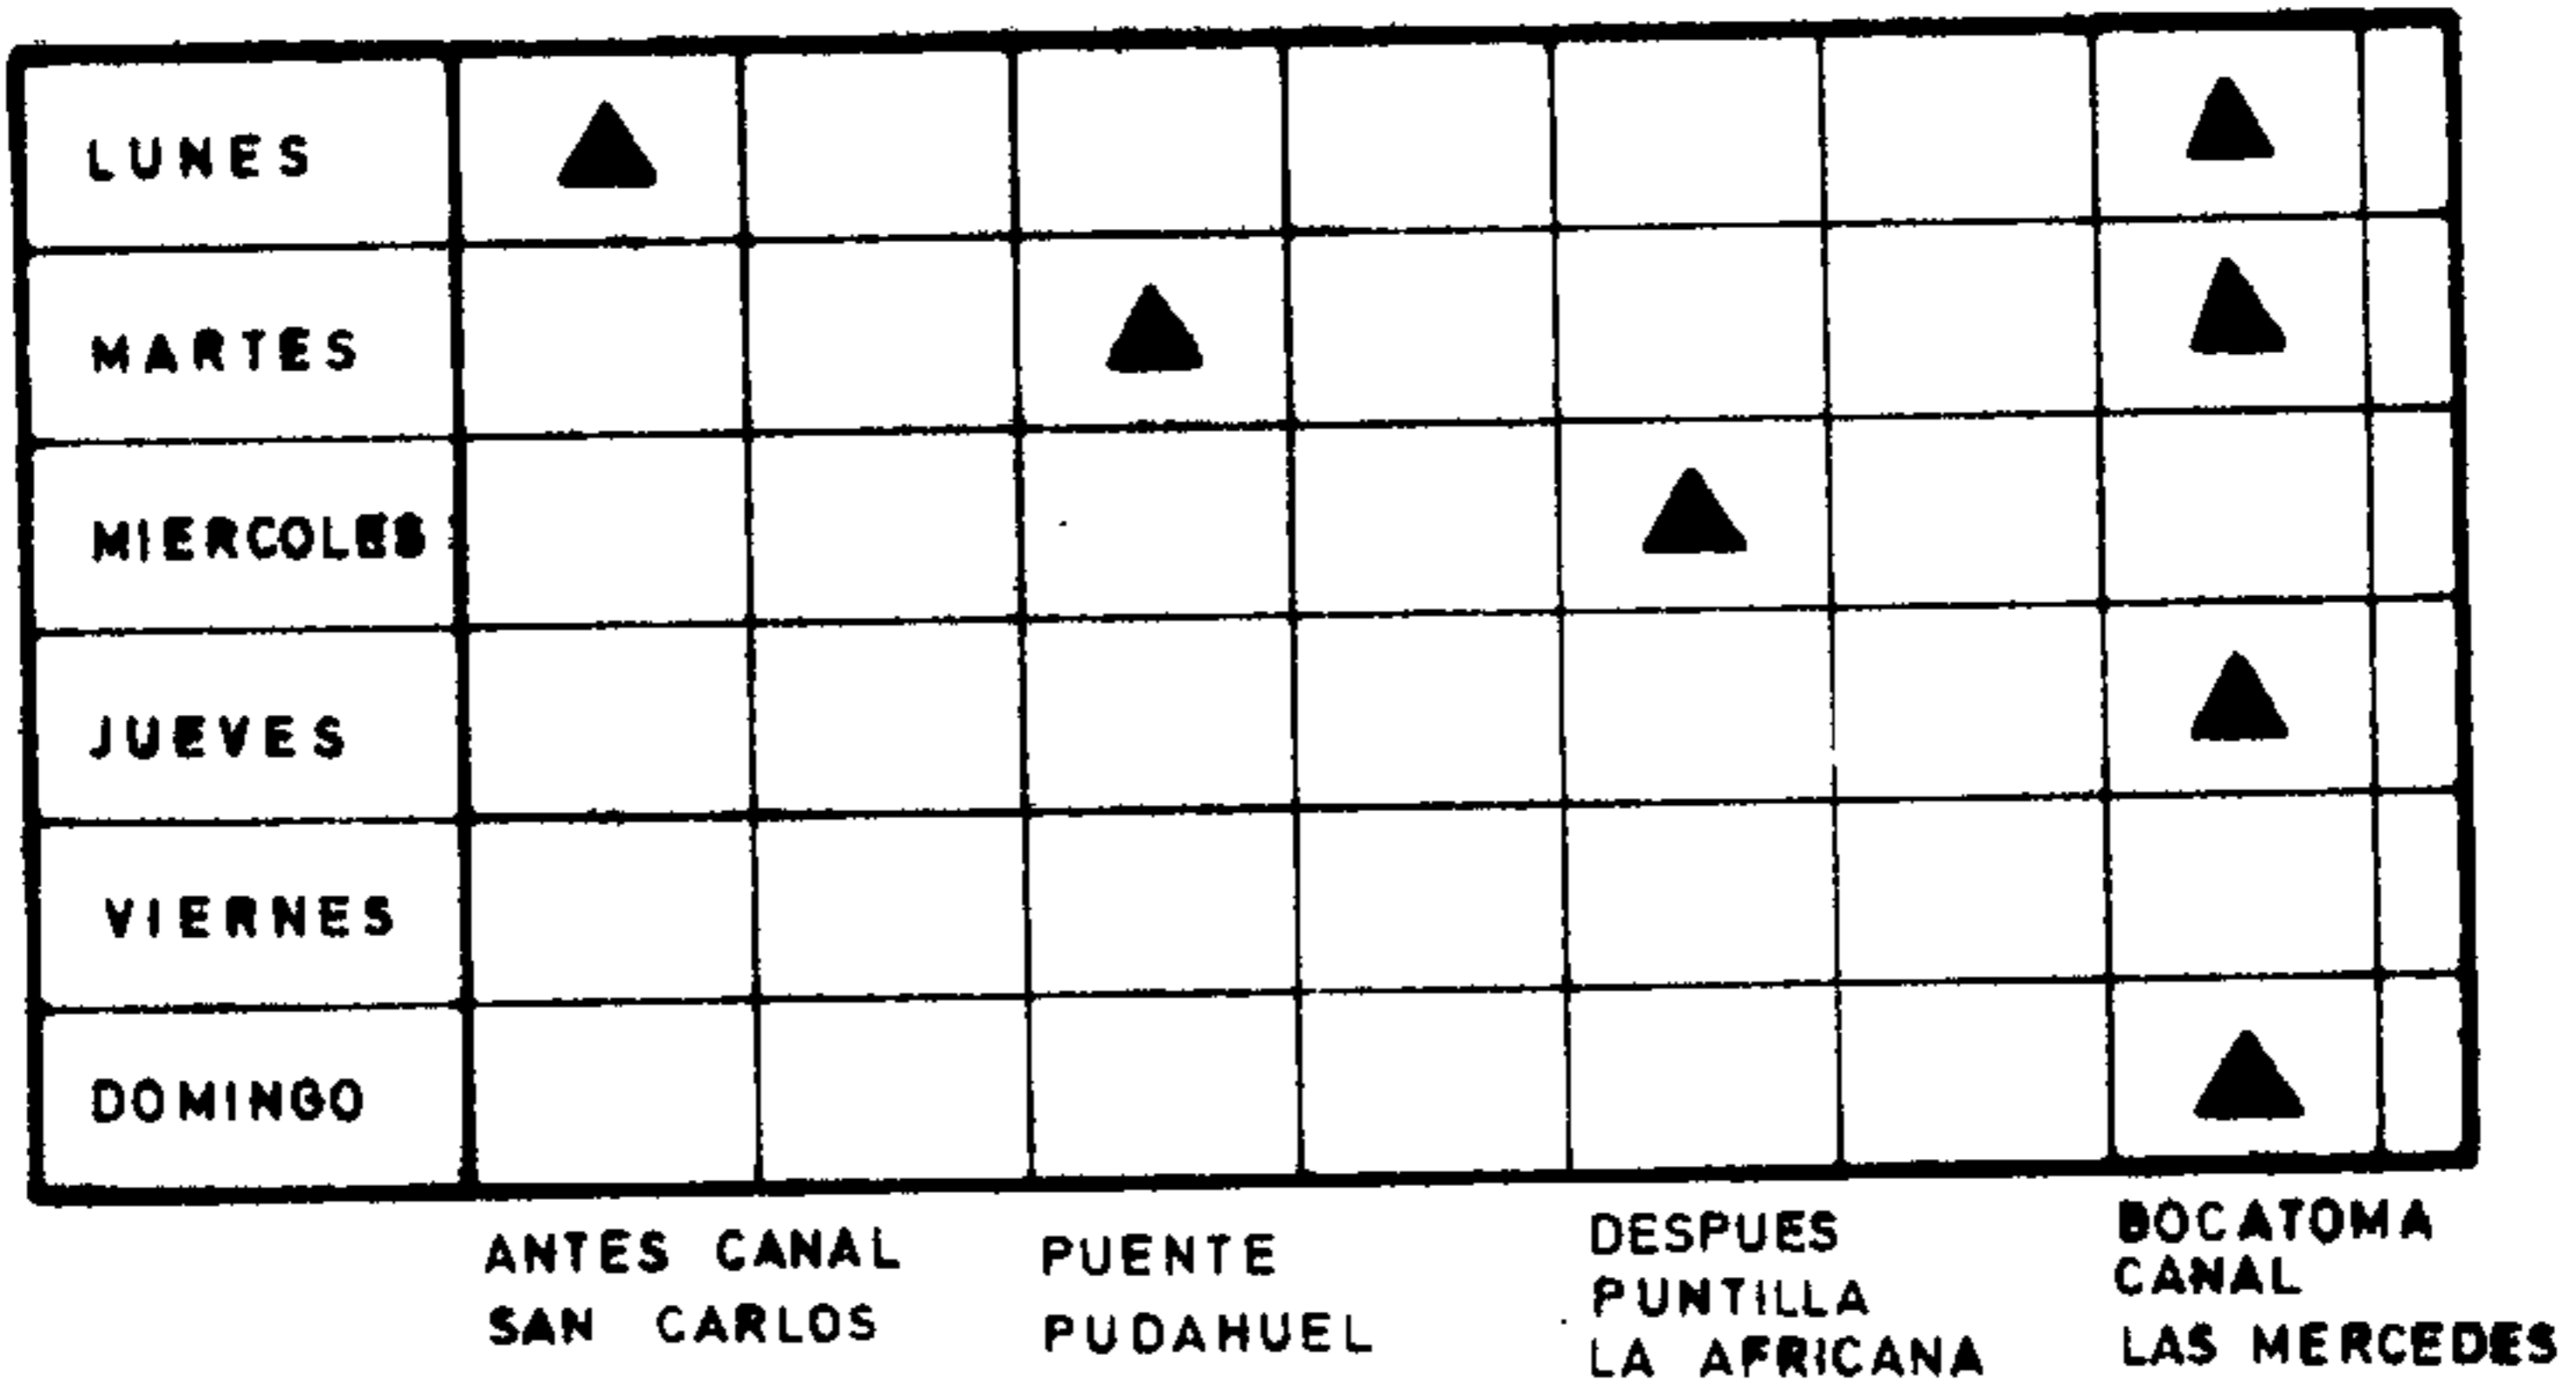 LUNES
MARTES
MIERCOLES
JUEVES
VIERNES
DOMINGO
ANTES CANAL
SAN CARLOS
PUENTE
PUDAHUEL
DESPUES
PUNTILLA
LA AFRICANA
BOCATOMA
CANAL
LAS MERCEDES